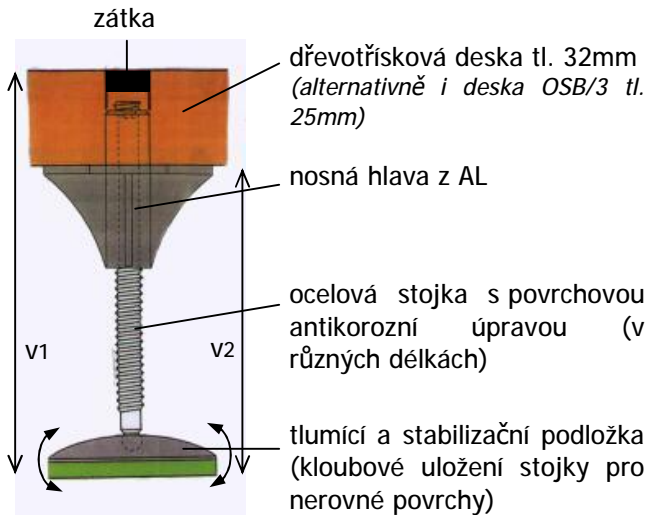 zátka
dřevotřísková deska tl. 32mm
(alternativně i deska OSB/3 tl.
25mm)
nosná hlava z AL
ocelová stojka s povrchovou
antikorozní úpravou (v
různých délkách)
v1
v2
tlumící a stabilizační podložka
(kloubové uložení stojky pro
nerovné povrchy)